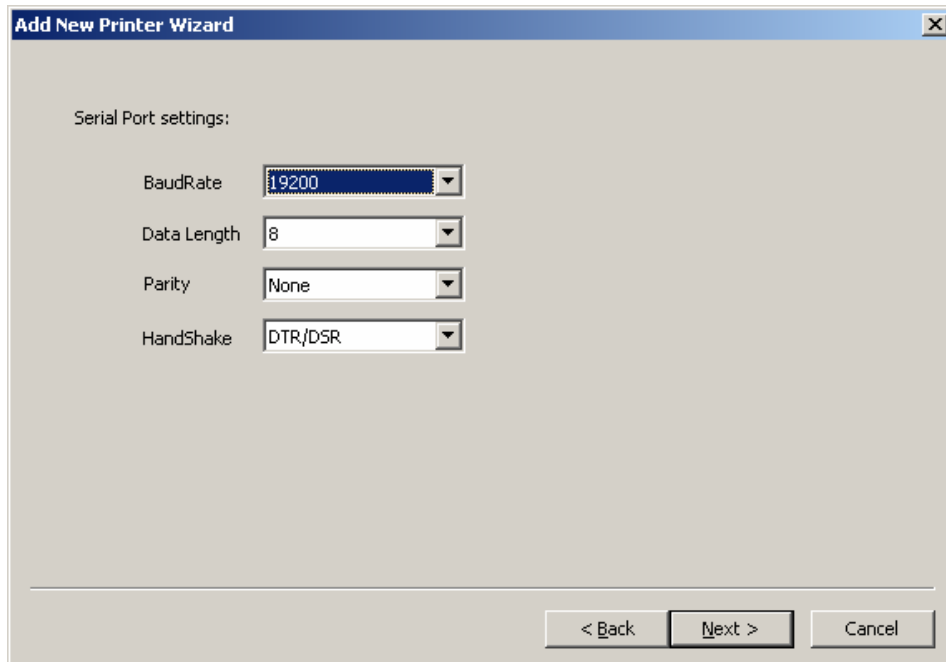 Add New Printer Wizard
Serial Port settings:
BaudRate 19200
Data Length 8
Parity None
HandShake DTR/DSR
< Back Next > Cancel